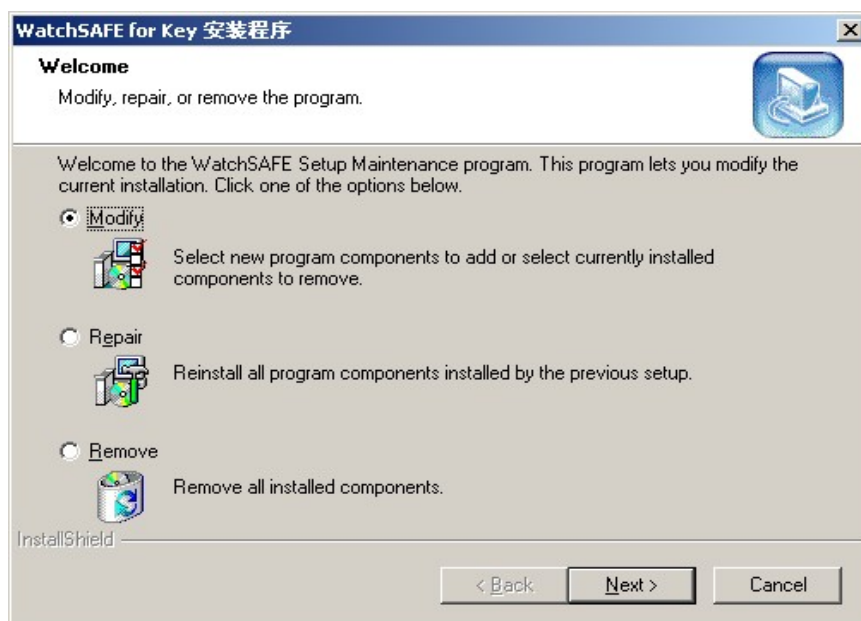 WatchSAFE for Key 安装程序
Welcome
Modify, repair, or remove the program.
Welcome to the WatchSAFE Setup Maintenance program. This program lets you modify the
current installation. Click one of the options below.
Modify
Select new program components to add or select currently installed
components to remove.
Repair
Reinstall all program components installed by the previous setup.
Remove
Remove all installed components.
InstallShield
< Back
Next >
Cancel